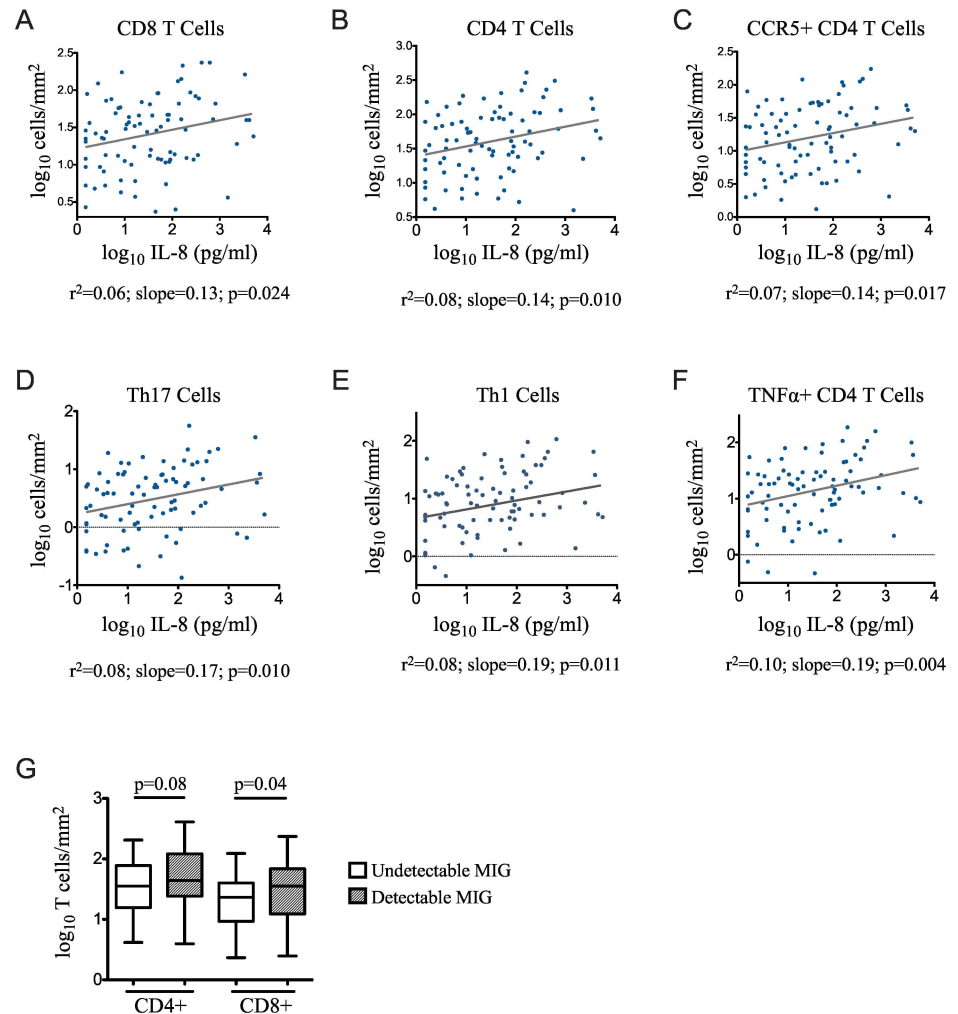 A
CD8 T Cells
log10 cells/mm2
2.5
2.0
1.5
1.0
0.5
0 1 2 3 4
log10 IL-8 (pg/ml)
r2=0.06; slope=0.13; p=0.024
B
CD4 T Cells
log10 cells/mm2
3.0
2.5
2.0
1.5
1.0
0.5
0 1 2 3 4
log10 IL-8 (pg/ml)
r2=0.08; slope=0.14; p=0.010
C
CCR5+ CD4 T Cells
log10 cells/mm2
2.5
2.0
1.5
1.0
0.5
0.0
0 1 2 3 4
log10 IL-8 (pg/ml)
r2=0.07; slope=0.14; p=0.017
D
Th17 Cells
log10 cells/mm2
2
1
0
-1
0 1 2 3 4
log10 IL-8 (pg/ml)
r2=0.08; slope=0.17; p=0.010
E
Th1 Cells
log10 cells/mm2
2
1
0
0 1 2 3 4
log10 IL-8 (pg/ml)
r2=0.08; slope=0.19; p=0.011
F
TNFα+ CD4 T Cells
log10 cells/mm2
2
1
0
0 1 2 3 4
log10 IL-8 (pg/ml)
r2=0.10; slope=0.19; p=0.004
G
p=0.08 p=0.04
log10 T cells/mm2
3
2
1
0
CD4+ CD8+
Undetectable MIG
Detectable MIG